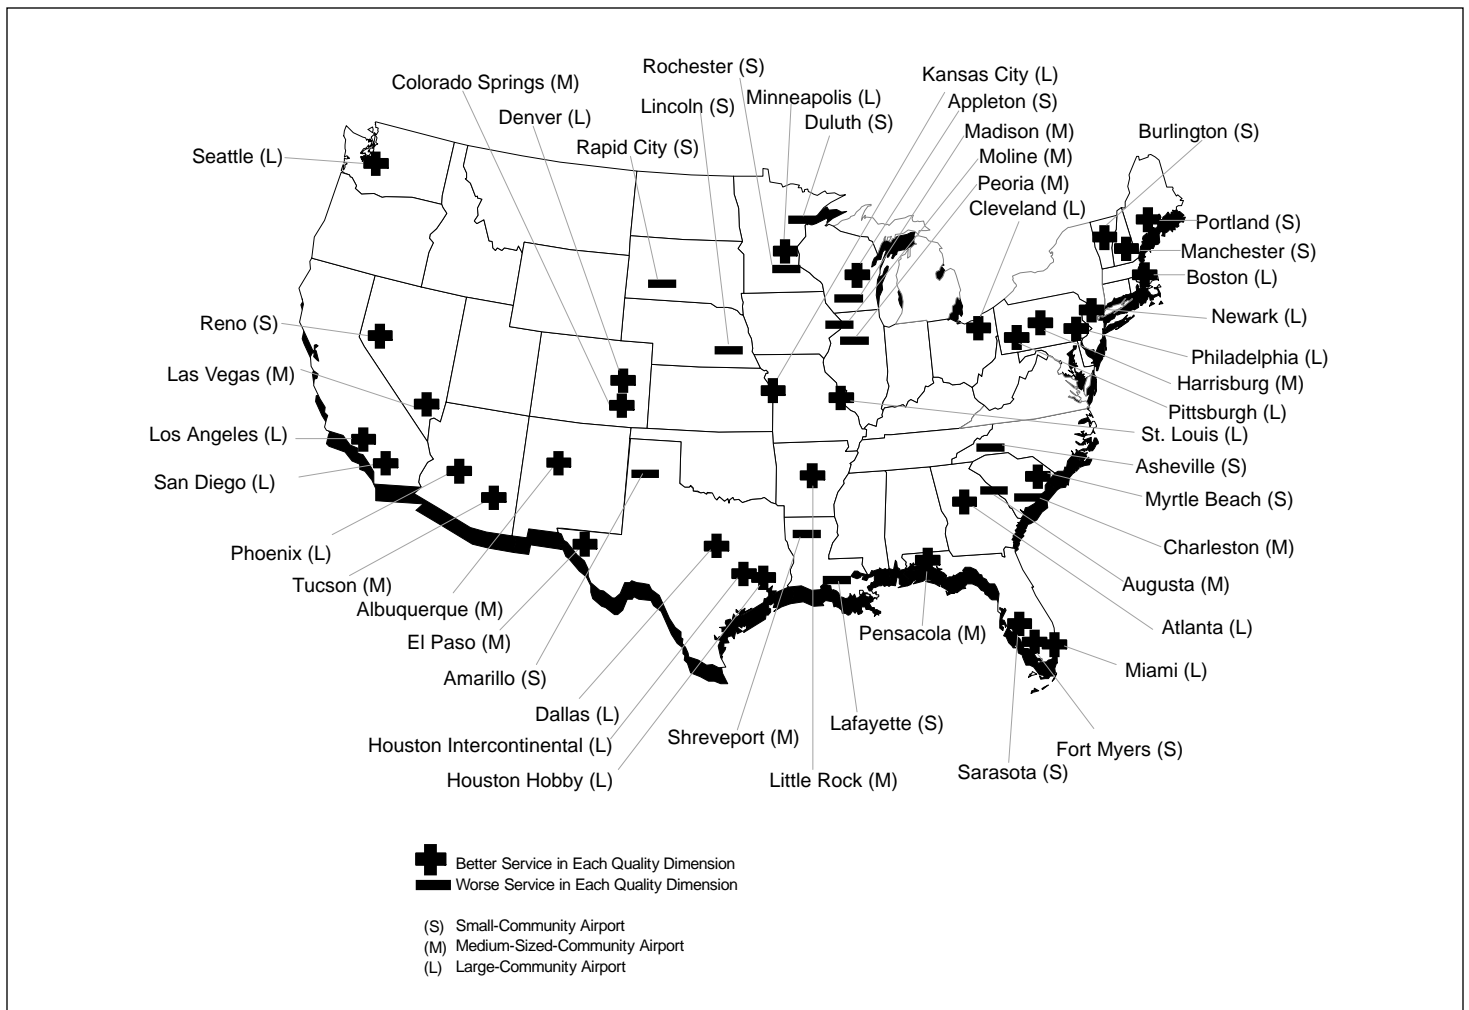 Rochester (S)
Kansas City (L)
Colorado Springs (M)
Lincoln (S)
Minneapolis (L)
Appleton (S)
Denver (L)
Duluth (S)
Madison (M)
Burlington (S)
Rapid City (S)
Moline (M)
Seattle (L)
Peoria (M)
Cleveland (L)
Portland (S)
Manchester (S)
Boston (L)
Reno (S)
Newark (L)
Philadelphia (L)
Las Vegas (M)
Harrisburg (M)
Pittsburgh (L)
Los Angeles (L)
St. Louis (L)
Asheville (S)
San Diego (L)
Myrtle Beach (S)
Phoenix (L)
Charleston (M)
Tucson (M)
Augusta (M)
Albuquerque (M)
Atlanta (L)
El Paso (M)
Pensacola (M)
Amarillo (S)
Miami (L)
Dallas (L)
Lafayette (S)
Houston Intercontinental (L)
Shreveport (M)
Fort Myers (S)
Houston Hobby (L)
Little Rock (M)
Sarasota (S)
Better Service in Each Quality Dimension
Worse Service in Each Quality Dimension
(S) Small-Community Airport
(M) Medium-Sized-Community Airport
(L) Large-Community Airport